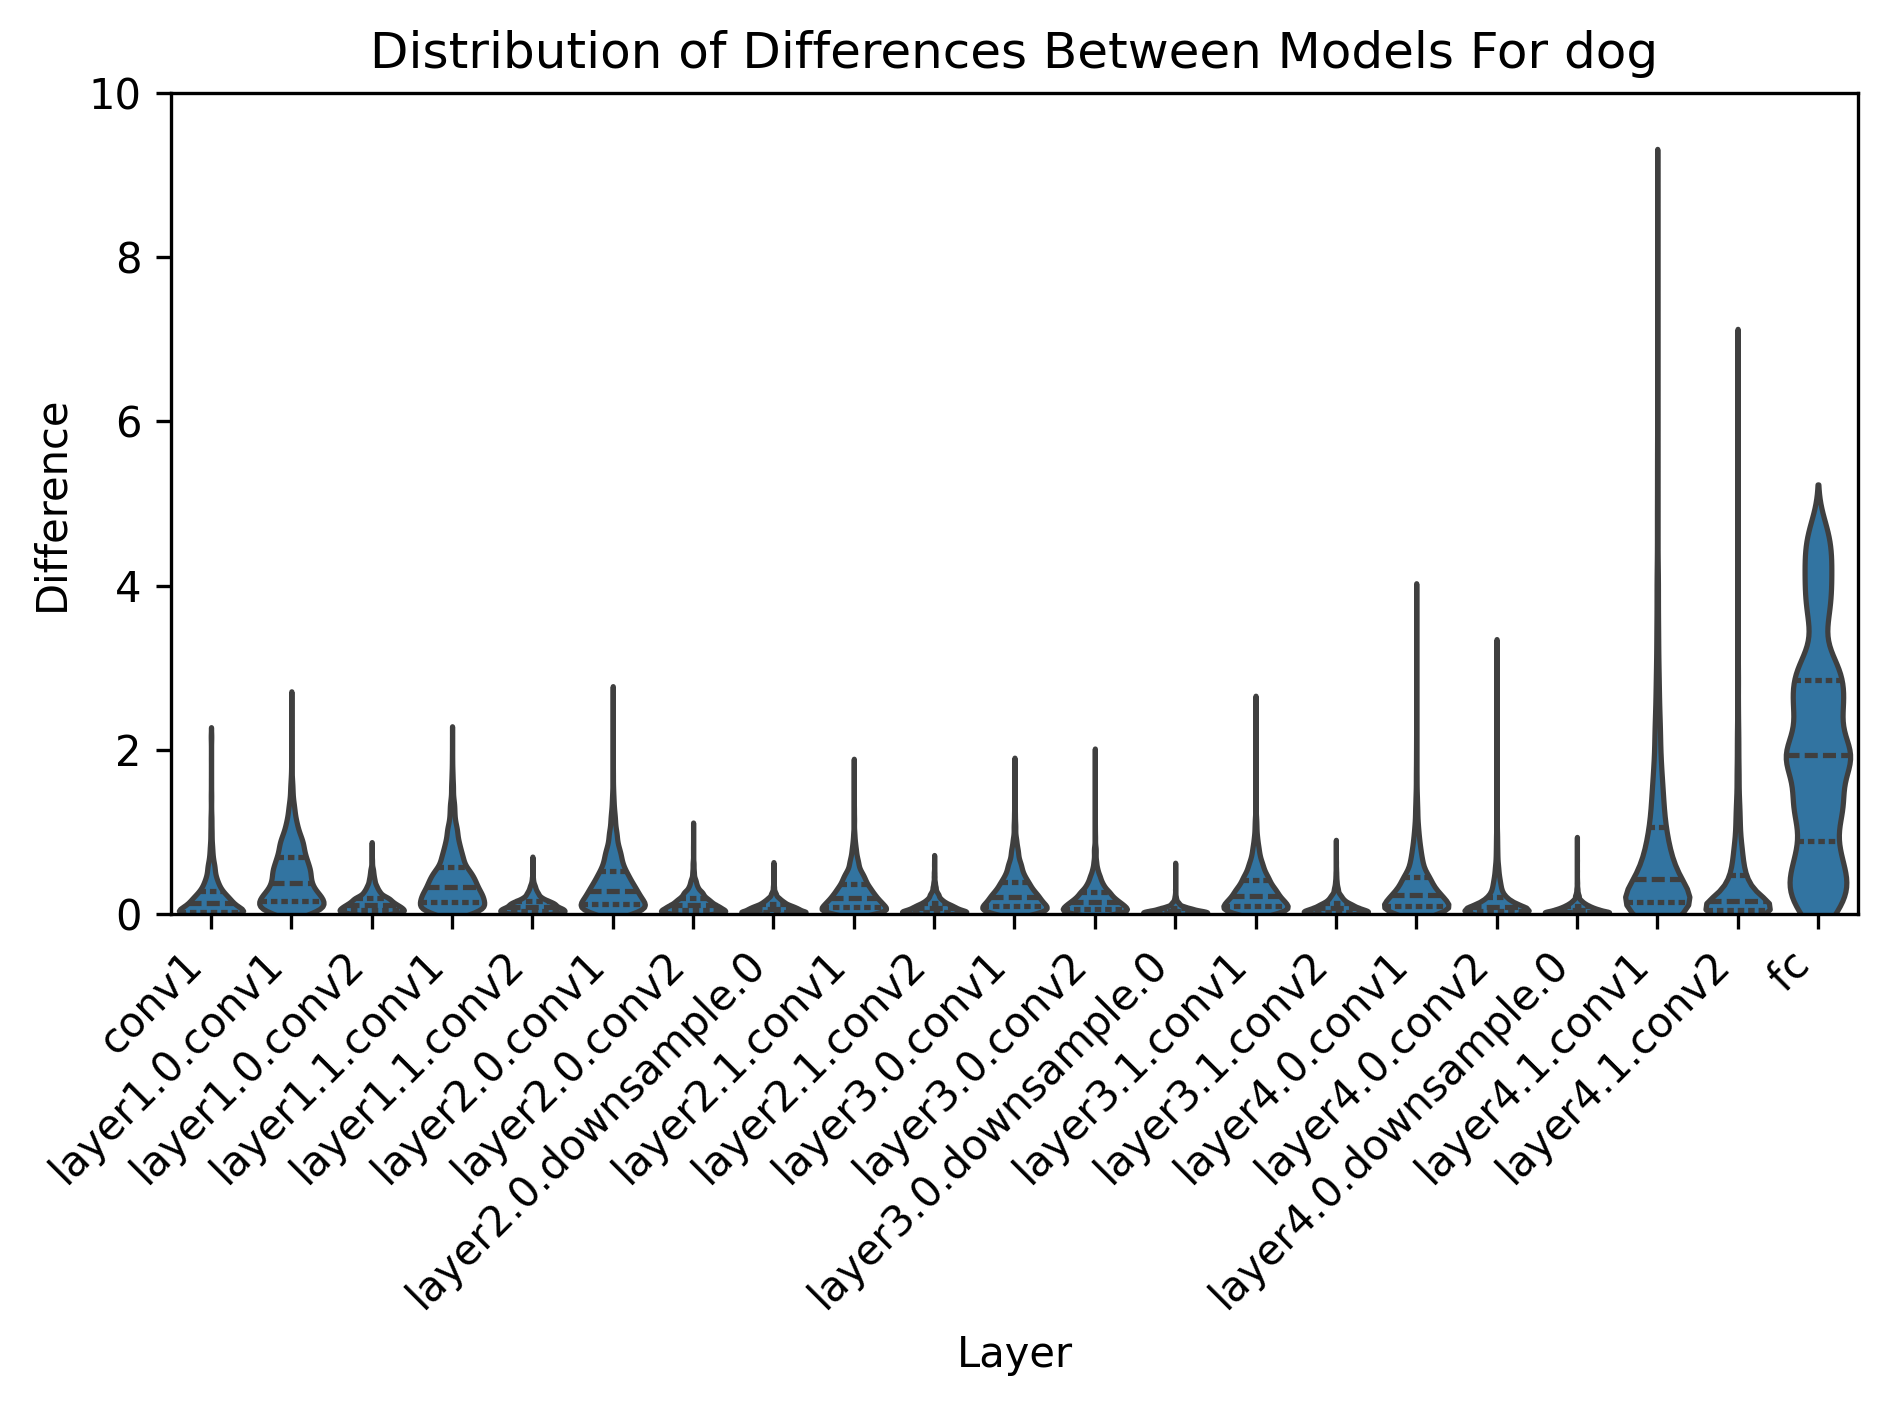 Distribution of Differences Between Models For dog
Difference
10
8
6
4
2
0
conv1
layer1.0.conv1
layer1.0.conv2
layer1.1.conv1
layer1.1.conv2
layer2.0.conv1
layer2.0.conv2
layer2.0.downsample.0
layer2.1.conv1
layer2.1.conv2
layer3.0.conv1
layer3.0.conv2
layer3.0.downsample.0
layer3.1.conv1
layer3.1.conv2
layer4.0.conv1
layer4.0.conv2
layer4.0.downsample.0
layer4.1.conv1
layer4.1.conv2
fc
Layer